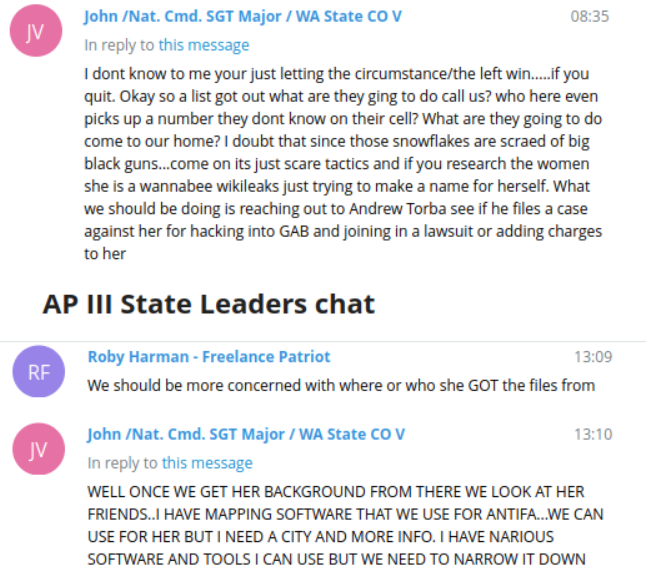 JV
John /Nat. Cmd. SGT Major / WA State CO V 08:35
In reply to this message
I dont know to me your just letting the circumstance/the left win.....if you
quit. Okay so a list got out what are they ging to do call us? who here even
picks up a number they dont know on their cell? What are they going to do
come to our home? I doubt that since those snowflakes are scraed of big
black guns...come on its just scare tactics and if you research the women
she is a wannabee wikileaks just trying to make a name for herself. What
we should be doing is reaching out to Andrew Torba see if he files a case
against her for hacking into GAB and joining in a lawsuit or adding charges
to her
AP III State Leaders chat
RF
Roby Harman - Freelance Patriot 13:09
We should be more concerned with where or who she GOT the files from
JV
John /Nat. Cmd. SGT Major / WA State CO V 13:10
In reply to this message
WELL ONCE WE GET HER BACKGROUND FROM THERE WE LOOK AT HER
FRIENDS..I HAVE MAPPING SOFTWARE THAT WE USE FOR ANTIFA...WE CAN
USE FOR HER BUT I NEED A CITY AND MORE INFO. I HAVE NARIOUS
SOFTWARE AND TOOLS I CAN USE BUT WE NEED TO NARROW IT DOWN